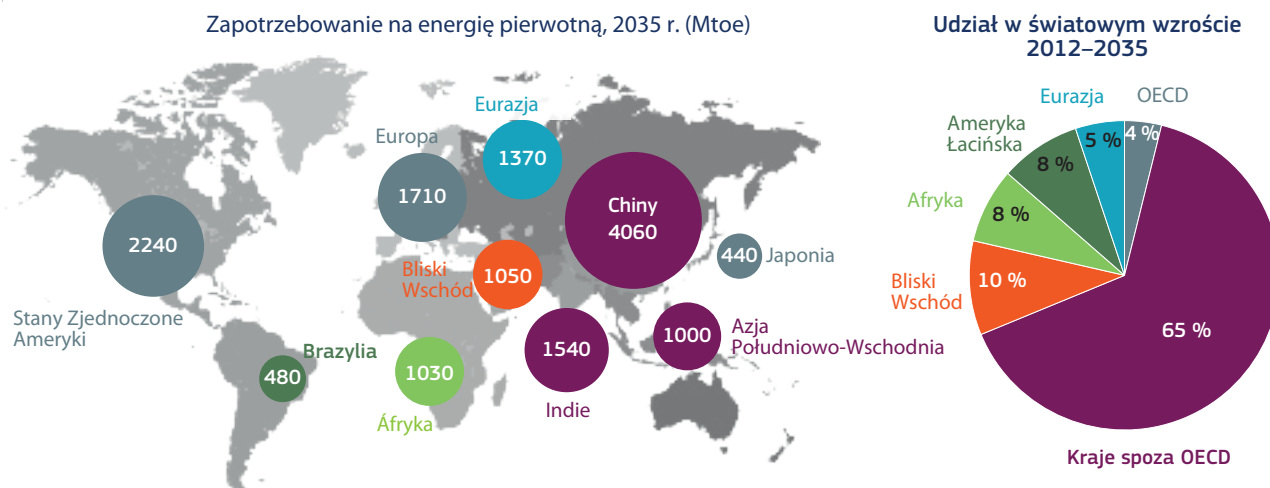 Zapotrzebowanie na energię pierwotną, 2035 r. (Mtoe)
Eurazja
1370
Europa
1710
Chiny
4060
2240
Stany Zjednoczone
Ameryki
440
Japonia
Bliski
Wschód
1050
1000
Azja
Południowo-Wschodnia
1540
Indie
Brazylia
480
1030
Áfryka
Udział w światowym wzroście
2012–2035
Eurazja
OECD
Ameryka
Łacińska
Afryka
Bliski
Wschód
4 %
5 %
8 %
8 %
10 %
65 %
Kraje spoza OECD